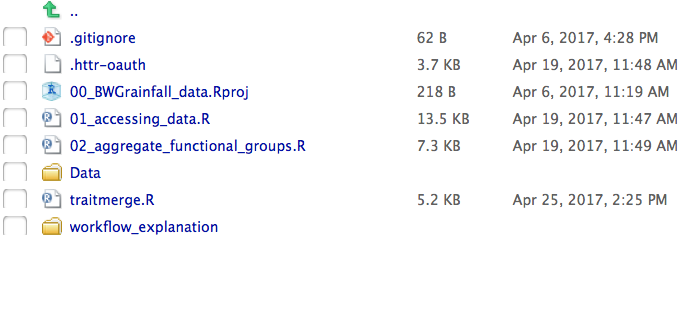 ..
.gitignore 62 B Apr 6, 2017, 4:28 PM
.httr-oauth 3.7 KB Apr 19, 2017, 11:48 AM
00_BWGrainfall_data.Rproj 218 B Apr 6, 2017, 11:19 AM
01_accessing_data.R 13.5 KB Apr 19, 2017, 11:47 AM
02_aggregate_functional_groups.R 7.3 KB Apr 19, 2017, 11:49 AM
Data
traitmerge.R 5.2 KB Apr 25, 2017, 2:25 PM
workflow_explanation